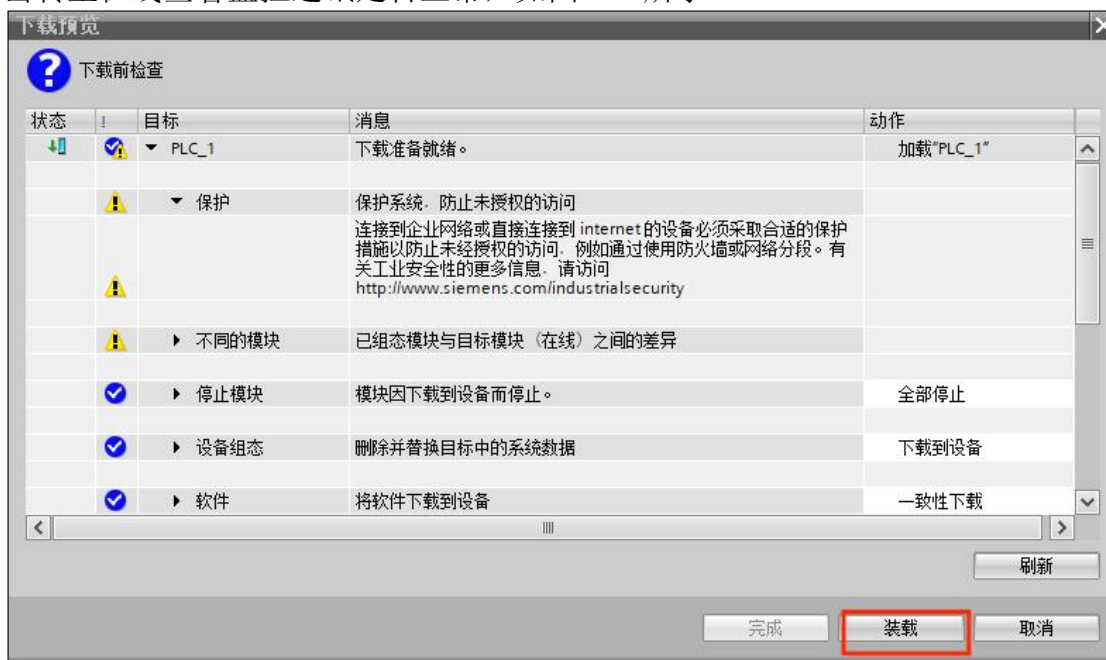 下载预览
下载前检查
状态 ! 目标 消息 动作
PLC_1 下载准备就绪。 加载"PLC_1"
保护 保护系统，防止未授权的访问
连接到企业网络或直接连接到 internet 的设备必须采取合适的保护
措施以防止未经授权的访问，例如通过使用防火墙或网络分段。有
关工业安全性的更多信息，请访问
http://www.siemens.com/industrialsecurity
不同的模块 已组态模块与目标模块（在线）之间的差异
停止模块 模块因下载到设备而停止。 全部停止
设备组态 删除并替换目标中的系统数据 下载到设备
软件 将软件下载到设备 一致性下载
刷新
完成 装载 取消